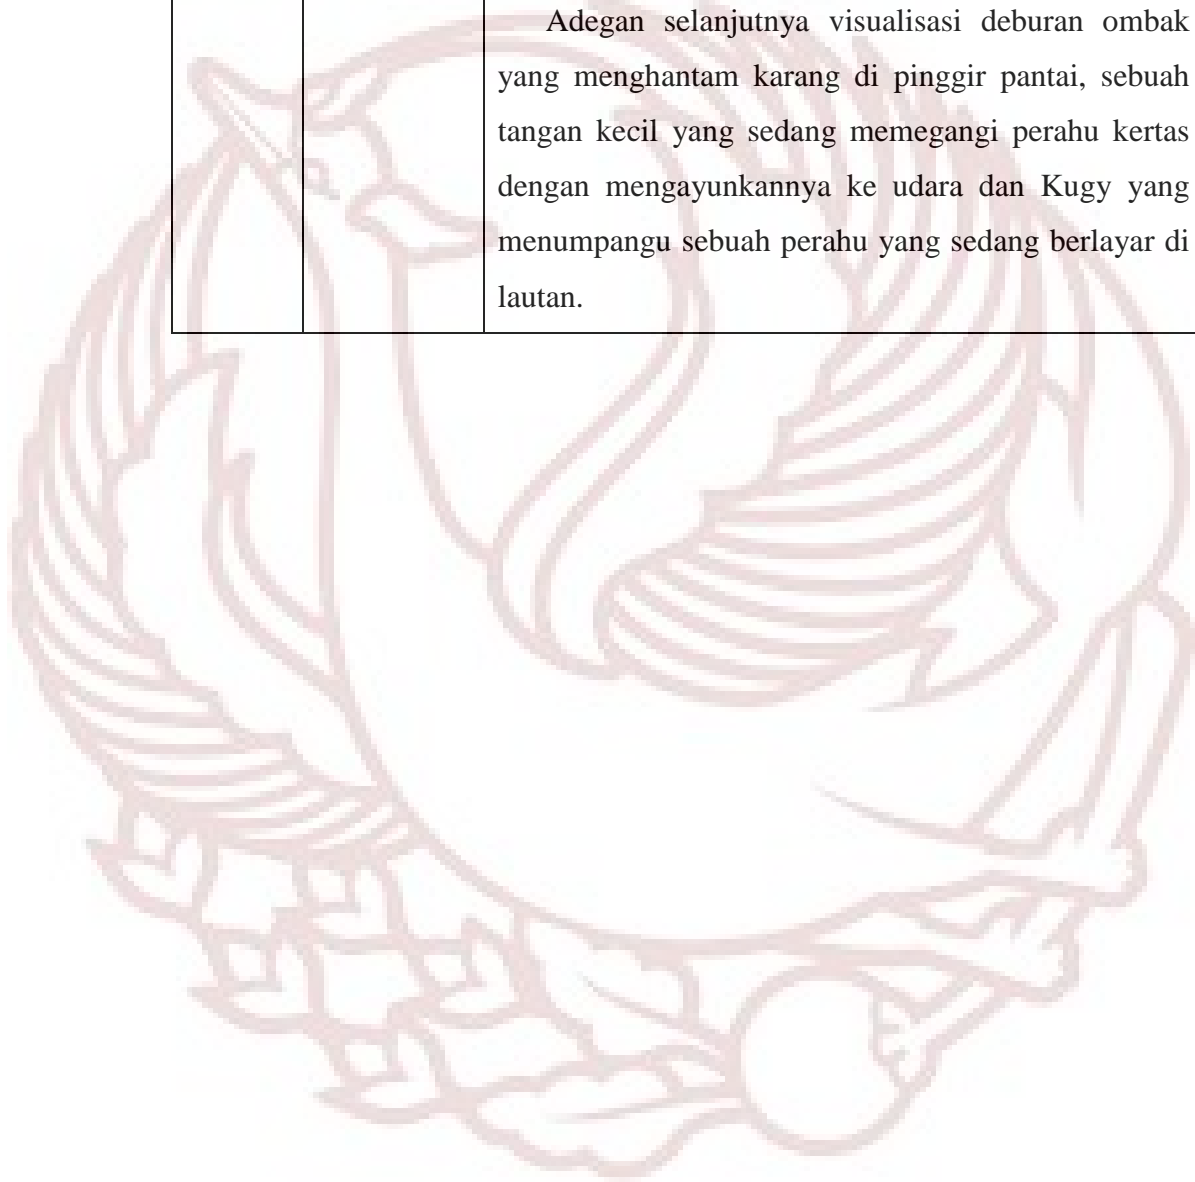 Adegan selanjutnya visualisasi deburan ombak
yang menghantam karang di pinggir pantai, sebuah
tangan kecil yang sedang memegangi perahu kertas
dengan mengayunkannya ke udara dan Kugy yang
menumpangu sebuah perahu yang sedang berlayar di
lautan.